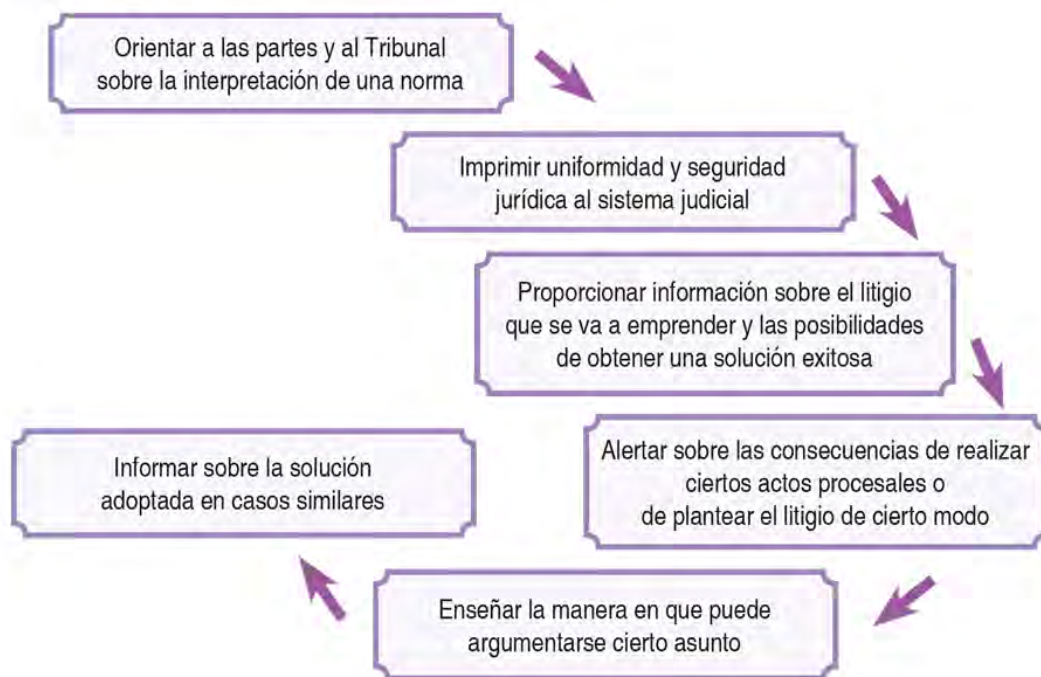 Orientar a las partes y al Tribunal
sobre la interpretación de una norma
Imprimir uniformidad y seguridad
jurídica al sistema judicial
Proporcionar información sobre el litigio
que se va a emprender y las posibilidades
de obtener una solución exitosa
Alertar sobre las consecuencias de realizar
ciertos actos procesales o
de plantear el litigio de cierto modo
Enseñar la manera en que puede
argumentarse cierto asunto
Informar sobre la solución
adoptada en casos similares